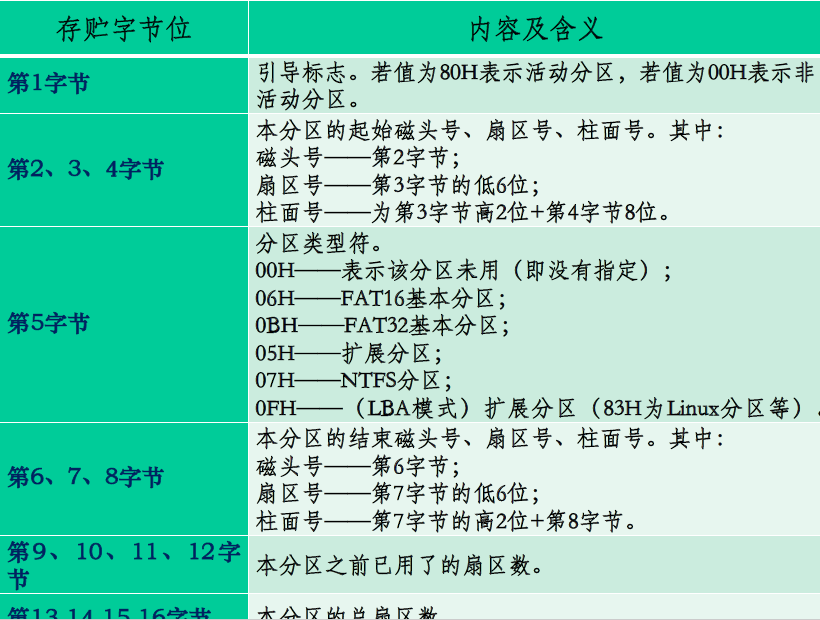 存贮字节位
内容及含义
第1字节
引导标志。若值为80H表示活动分区，若值为00H表示非
活动分区。
第2、3、4字节
本分区的起始磁头号、扇区号、柱面号。其中：
磁头号——第2字节；
扇区号——第3字节的低6位；
柱面号——为第3字节高2位+第4字节8位。
第5字节
分区类型符。
00H——表示该分区未用（即没有指定）；
06H——FAT16基本分区；
0BH——FAT32基本分区；
05H——扩展分区；
07H——NTFS分区；
0FH——（LBA模式）扩展分区（83H为Linux分区等）。
第6、7、8字节
本分区的结束磁头号、扇区号、柱面号。其中：
磁头号——第6字节；
扇区号——第7字节的低6位；
柱面号——第7字节的高2位+第8字节。
第9、10、11、12字
节
本分区之前已用了的扇区数。
第13,14,15,16字节
本分区的总扇区数